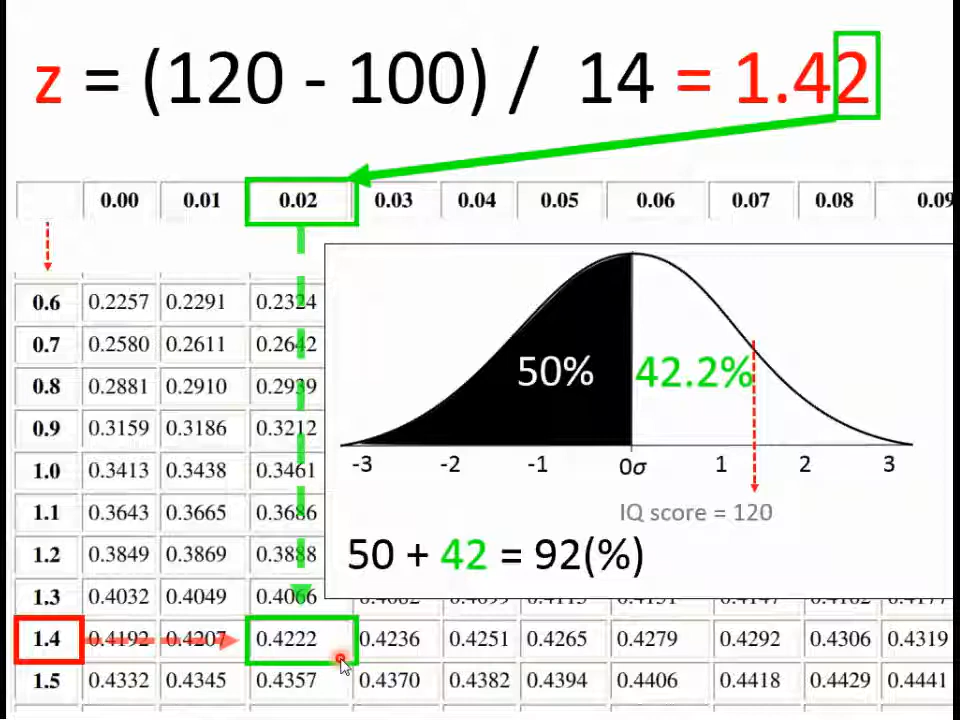 z = (120 - 100) / 14 = 1.42
0.00 0.01 0.02 0.03 0.04 0.05 0.06 0.07 0.08 0.09
0.6 0.2257 0.2291 0.2324
0.7 0.2580 0.2611 0.2642
0.8 0.2881 0.2910 0.2939
0.9 0.3159 0.3186 0.3212
1.0 0.3413 0.3438 0.3461
1.1 0.3643 0.3665 0.3686
1.2 0.3849 0.3869 0.3888
50% 42.2%
-3 -2 -1 0σ 1 2 3
IQ score = 120
50 + 42 = 92(%)
1.3 0.4032 0.4049 0.4066
1.4 0.4192 0.4207 0.4222 0.4236 0.4251 0.4265 0.4279 0.4292 0.4306 0.4319
1.5 0.4332 0.4345 0.4357 0.4370 0.4382 0.4394 0.4406 0.4418 0.4429 0.4441